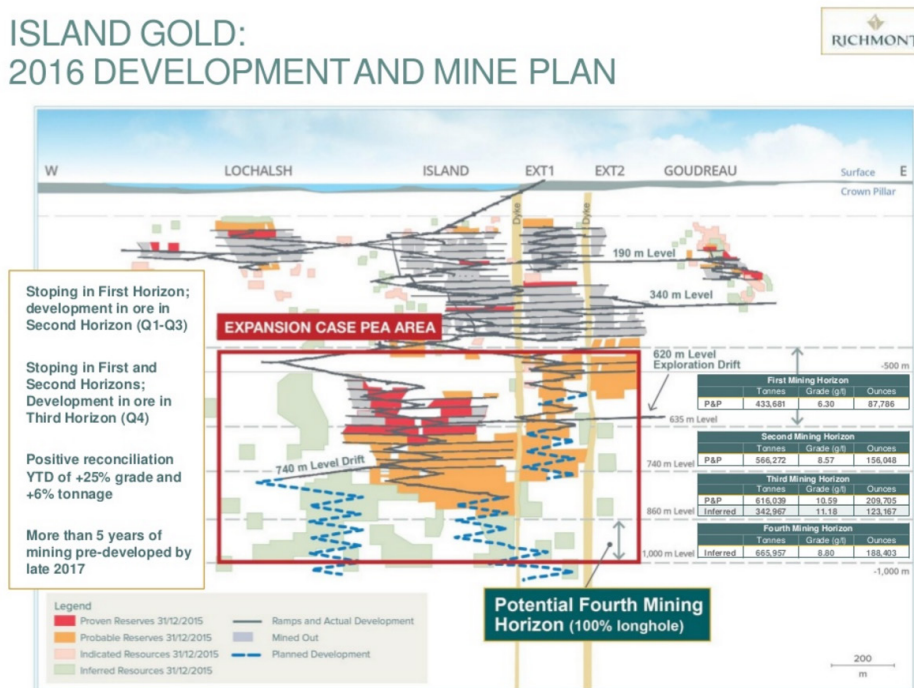 ISLAND GOLD:
2016 DEVELOPMENT AND MINE PLAN
RICHMONT
W
LOCHALSH
ISLAND
EXT1
EXT2
GOUDREAU
Surface
E
Crown Pillar
Dyke
Dyke
190 m Level
340 m Level
Stoping in First Horizon;
development in ore in
Second Horizon (Q1-Q3)
Stoping in First and
Second Horizons;
Development in ore in
Third Horizon (Q4)
Positive reconciliation
YTD of +25% grade and
+6% tonnage
More than 5 years of
mining pre-developed by
late 2017
EXPANSION CASE PEA AREA
620 m Level
Exploration Drift
-500 m
First Mining Horizon
Tonnes Grade (g/t) Ounces
P&P 433,681 6.30 87,786
635 m Level
Second Mining Horizon
Tonnes Grade (g/t) Ounces
P&P 566,272 8.57 156,048
740 m Level Drift
740 m Level
Third Mining Horizon
Tonnes Grade (g/t) Ounces
P&P 616,039 10.59 209,705
Inferred 342,967 11.18 123,167
860 m Level
Fourth Mining Horizon
Tonnes Grade (g/t) Ounces
Inferred 665,957 8.80 188,403
1,000 m Level
-1,000 m
Potential Fourth Mining
Horizon (100% longhole)
Legend
Proven Reserves 31/12/2015
Probable Reserves 31/12/2015
Indicated Resources 31/12/2015
Inferred Resources 31/12/2015
Ramps and Actual Development
Mined Out
Planned Development
200
m